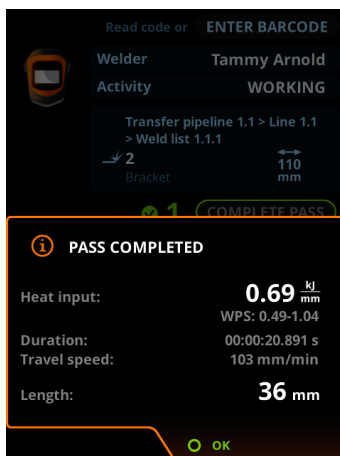 Read code or ENTER BARCODE
Welder Tammy Arnold
Activity WORKING
Transfer pipeline 1.1 > Line 1.1
> Weld list 1.1.1
2 110
Bracket mm
1 COMPLETE PASS
i PASS COMPLETED
Heat input: 0.69 kJ/mm
WPS: 0.49-1.04
Duration: 00:00:20.891 s
Travel speed: 103 mm/min
Length: 36 mm
OK